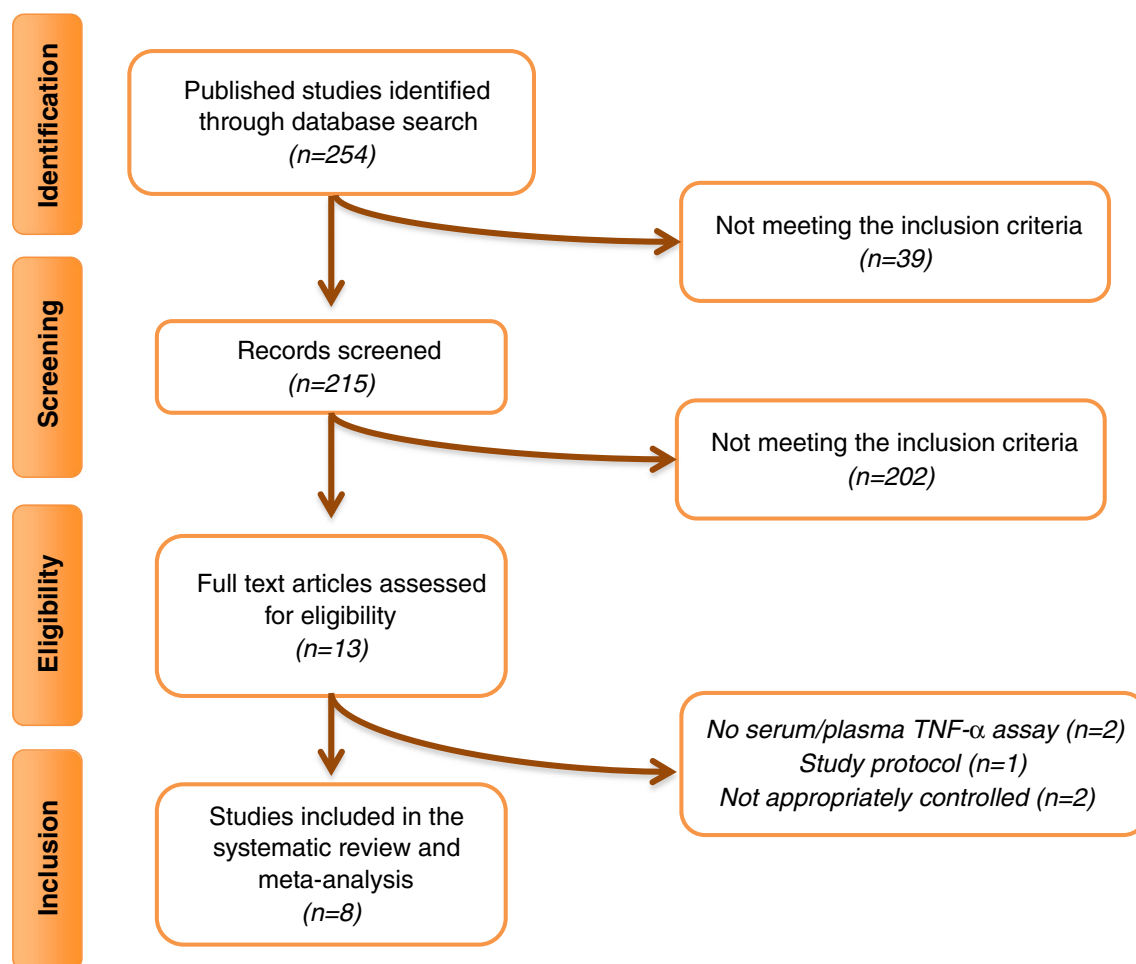 Identification
Published studies identified
through database search
(n=254)
Not meeting the inclusion criteria
(n=39)
Screening
Records screened
(n=215)
Not meeting the inclusion criteria
(n=202)
Eligibility
Full text articles assessed
for eligibility
(n=13)
No serum/plasma TNF-α assay (n=2)
Study protocol (n=1)
Not appropriately controlled (n=2)
Inclusion
Studies included in the
systematic review and
meta-analysis
(n=8)